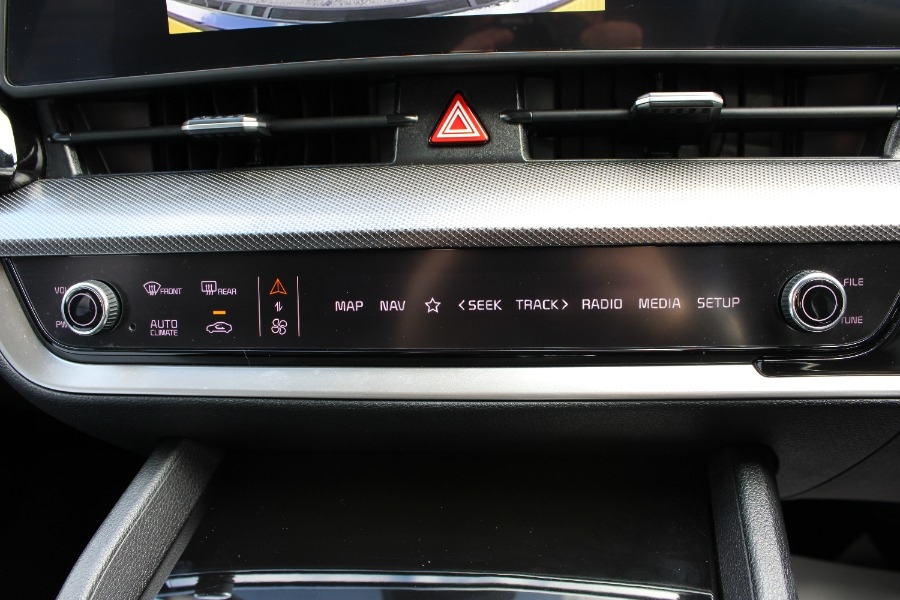 VOL
PWR
FRONT
REAR
AUTO
CLIMATE
MAP NAV <SEEK TRACK> RADIO MEDIA SETUP
FILE
TUNE